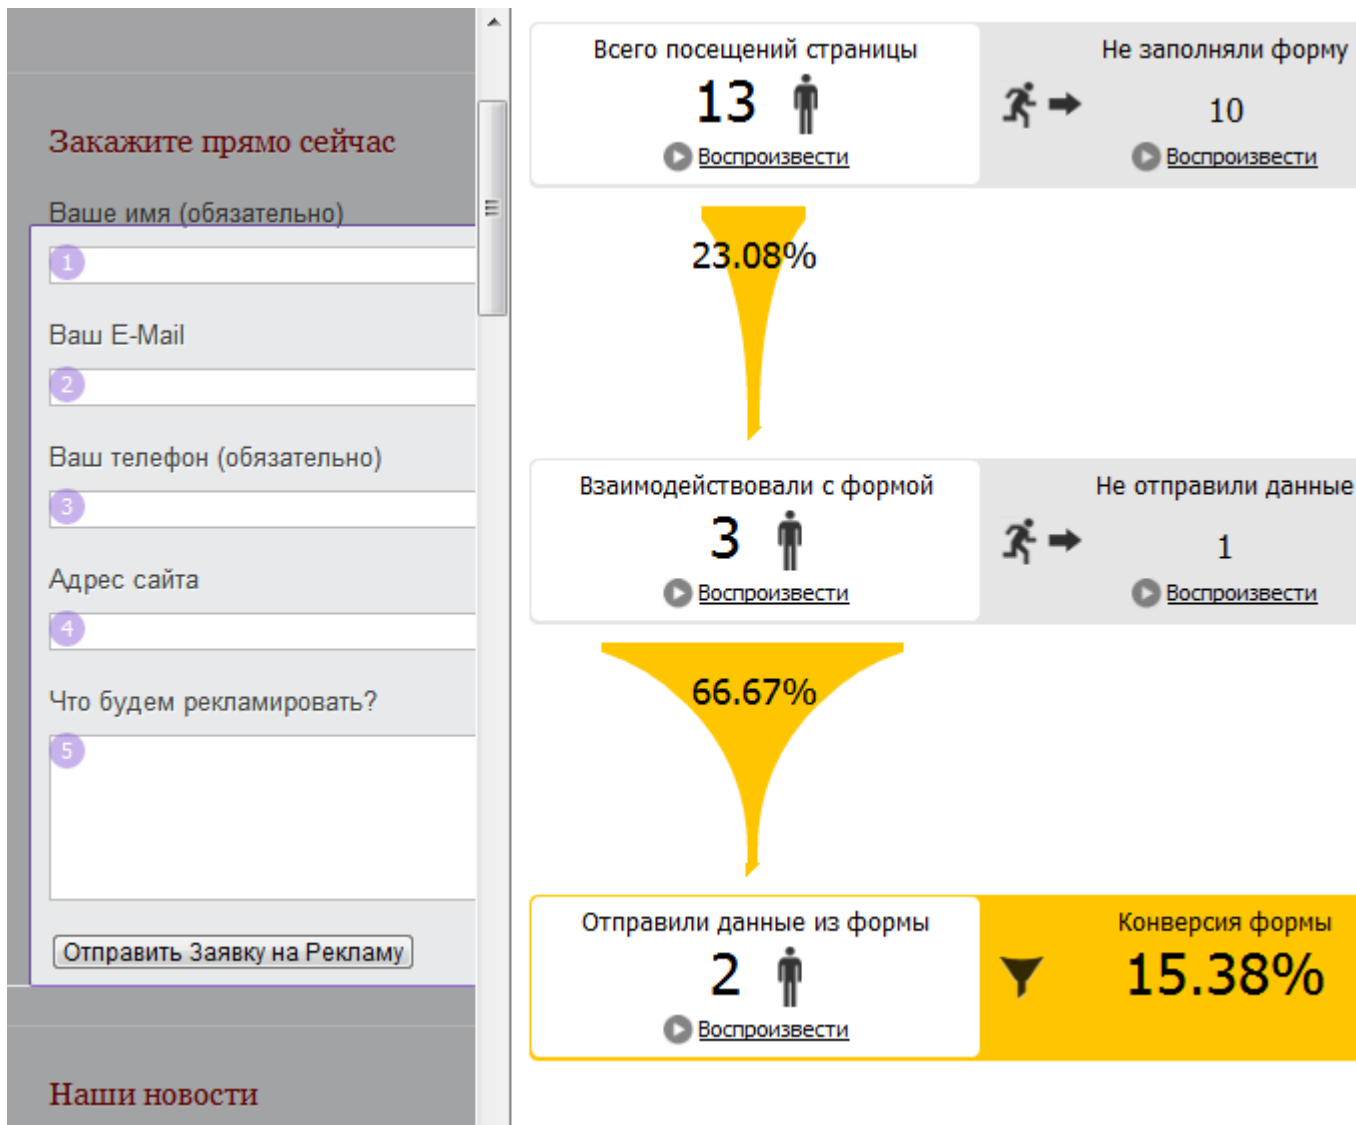 Закажите прямо сейчас
Ваше имя (обязательно)
1
Ваш E-Mail
2
Ваш телефон (обязательно)
3
Адрес сайта
4
Что будем рекламировать?
5
Отправить Заявку на Рекламу
Наши новости
Всего посещений страницы
13
Воспроизвести
Не заполняли форму
10
Воспроизвести
23.08%
Взаимодействовали с формой
3
Воспроизвести
Не отправили данные
1
Воспроизвести
66.67%
Отправили данные из формы
2
Воспроизвести
Конверсия формы
15.38%